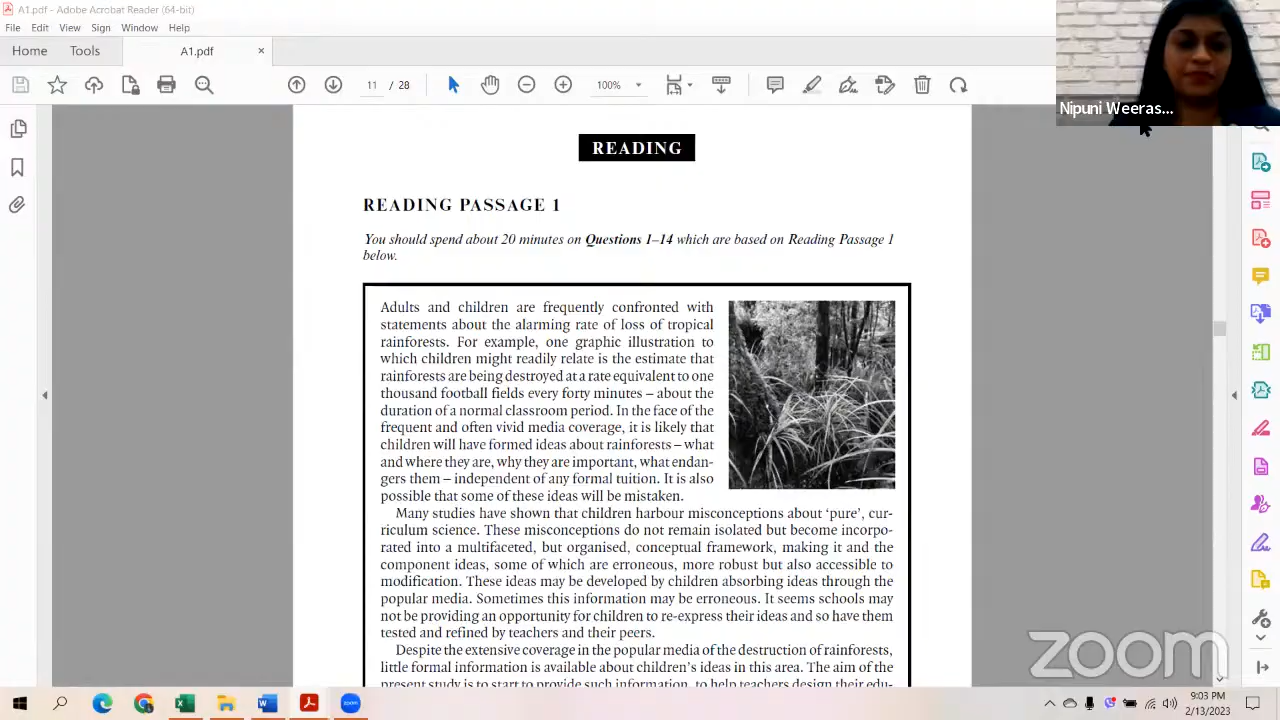 A1.pdf - Adobe Acrobat Reader (64-bit)
File Edit View Sign Window Help
Home Tools A1.pdf ×
11 / 28 100%
Nipuni Weeras...
READING
READING PASSAGE 1
You should spend about 20 minutes on Questions 1–14 which are based on Reading Passage 1
below.
Adults and children are frequently confronted with
statements about the alarming rate of loss of tropical
rainforests. For example, one graphic illustration to
which children might readily relate is the estimate that
rainforests are being destroyed at a rate equivalent to one
thousand football fields every forty minutes – about the
duration of a normal classroom period. In the face of the
frequent and often vivid media coverage, it is likely that
children will have formed ideas about rainforests – what
and where they are, why they are important, what endan-
gers them – independent of any formal tuition. It is also
possible that some of these ideas will be mistaken.
Many studies have shown that children harbour misconceptions about ‘pure’, cur-
riculum science. These misconceptions do not remain isolated but become incorpo-
rated into a multifaceted, but organised, conceptual framework, making it and the
component ideas, some of which are erroneous, more robust but also accessible to
modification. These ideas may be developed by children absorbing ideas through the
popular media. Sometimes this information may be erroneous. It seems schools may
not be providing an opportunity for children to re-express their ideas and so have them
tested and refined by teachers and their peers.
Despite the extensive coverage in the popular media of the destruction of rainforests,
little formal information is available about children’s ideas in this area. The aim of the
present study is to start to provide such information, to help teachers design their edu-
zoom
zoom
9:03 PM
2/13/2023